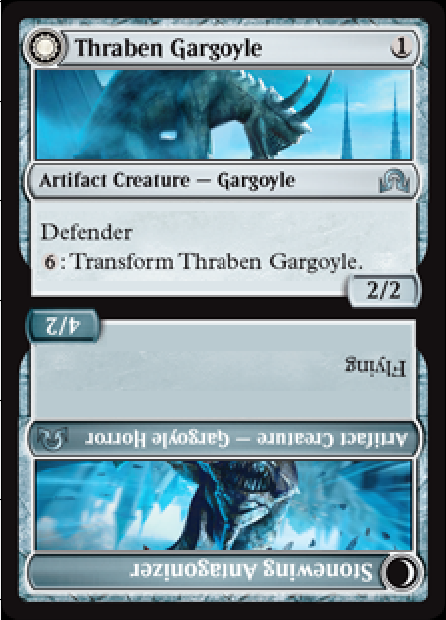 Thraben Gargoyle 1
Artifact Creature — Gargoyle
Defender
6: Transform Thraben Gargoyle.
2/2
Stonewing Antagonizer
Artifact Creature — Gargoyle Horror
Flying
4/2